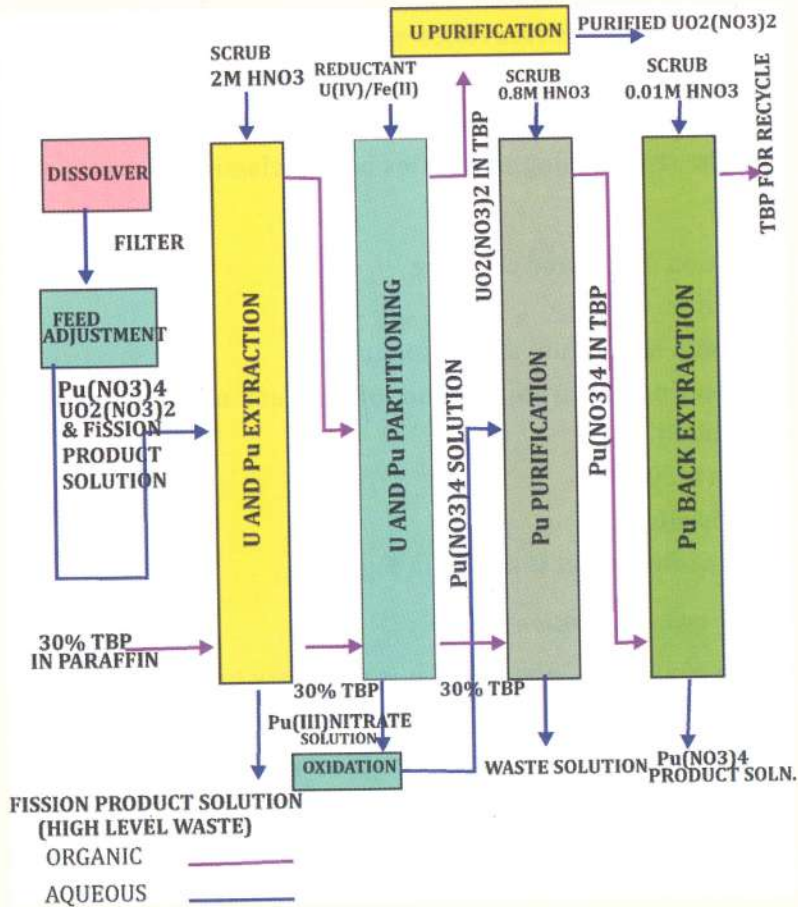 U PURIFICATION
PURIFIED UO2(NO3)2
SCRUB
2M HNO3
REDUCTANT
U(IV)/Fe(II)
SCRUB
0.8M HNO3
SCRUB
0.01M HNO3
DISSOLVER
FILTER
FEED
ADJUSTMENT
Pu(NO3)4
UO2(NO3)2
& FiSSION
PRODUCT
SOLUTION
U AND Pu EXTRACTION
U AND Pu PARTITIONING
UO2(NO3)2 IN TBP
Pu(NO3)4 SOLUTION
Pu PURIFICATION
Pu(NO3)4 IN TBP
Pu BACK EXTRACTION
TBP FOR RECYCLE
30% TBP
IN PARAFFIN
30% TBP
30% TBP
Pu(III)NITRATE
SOLUTION
OXIDATION
WASTE SOLUTION
Pu(NO3)4
PRODUCT SOLN.
FISSION PRODUCT SOLUTION
(HIGH LEVEL WASTE)
ORGANIC
AQUEOUS